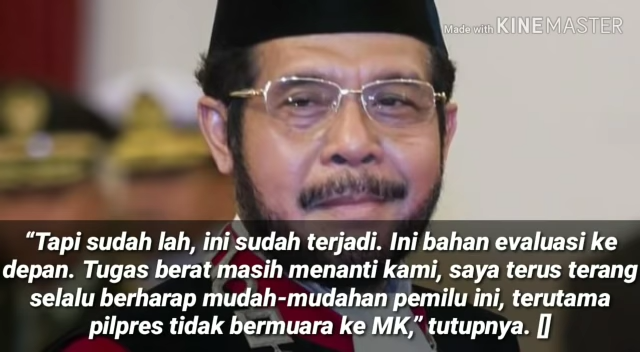 Made with KINEMASTER
“Tapi sudah lah, ini sudah terjadi. Ini bahan evaluasi ke
depan. Tugas berat masih menanti kami, saya terus terang
selalu berharap mudah-mudahan pemilu ini, terutama
pilpres tidak bermuara ke MK,” tutupnya. []